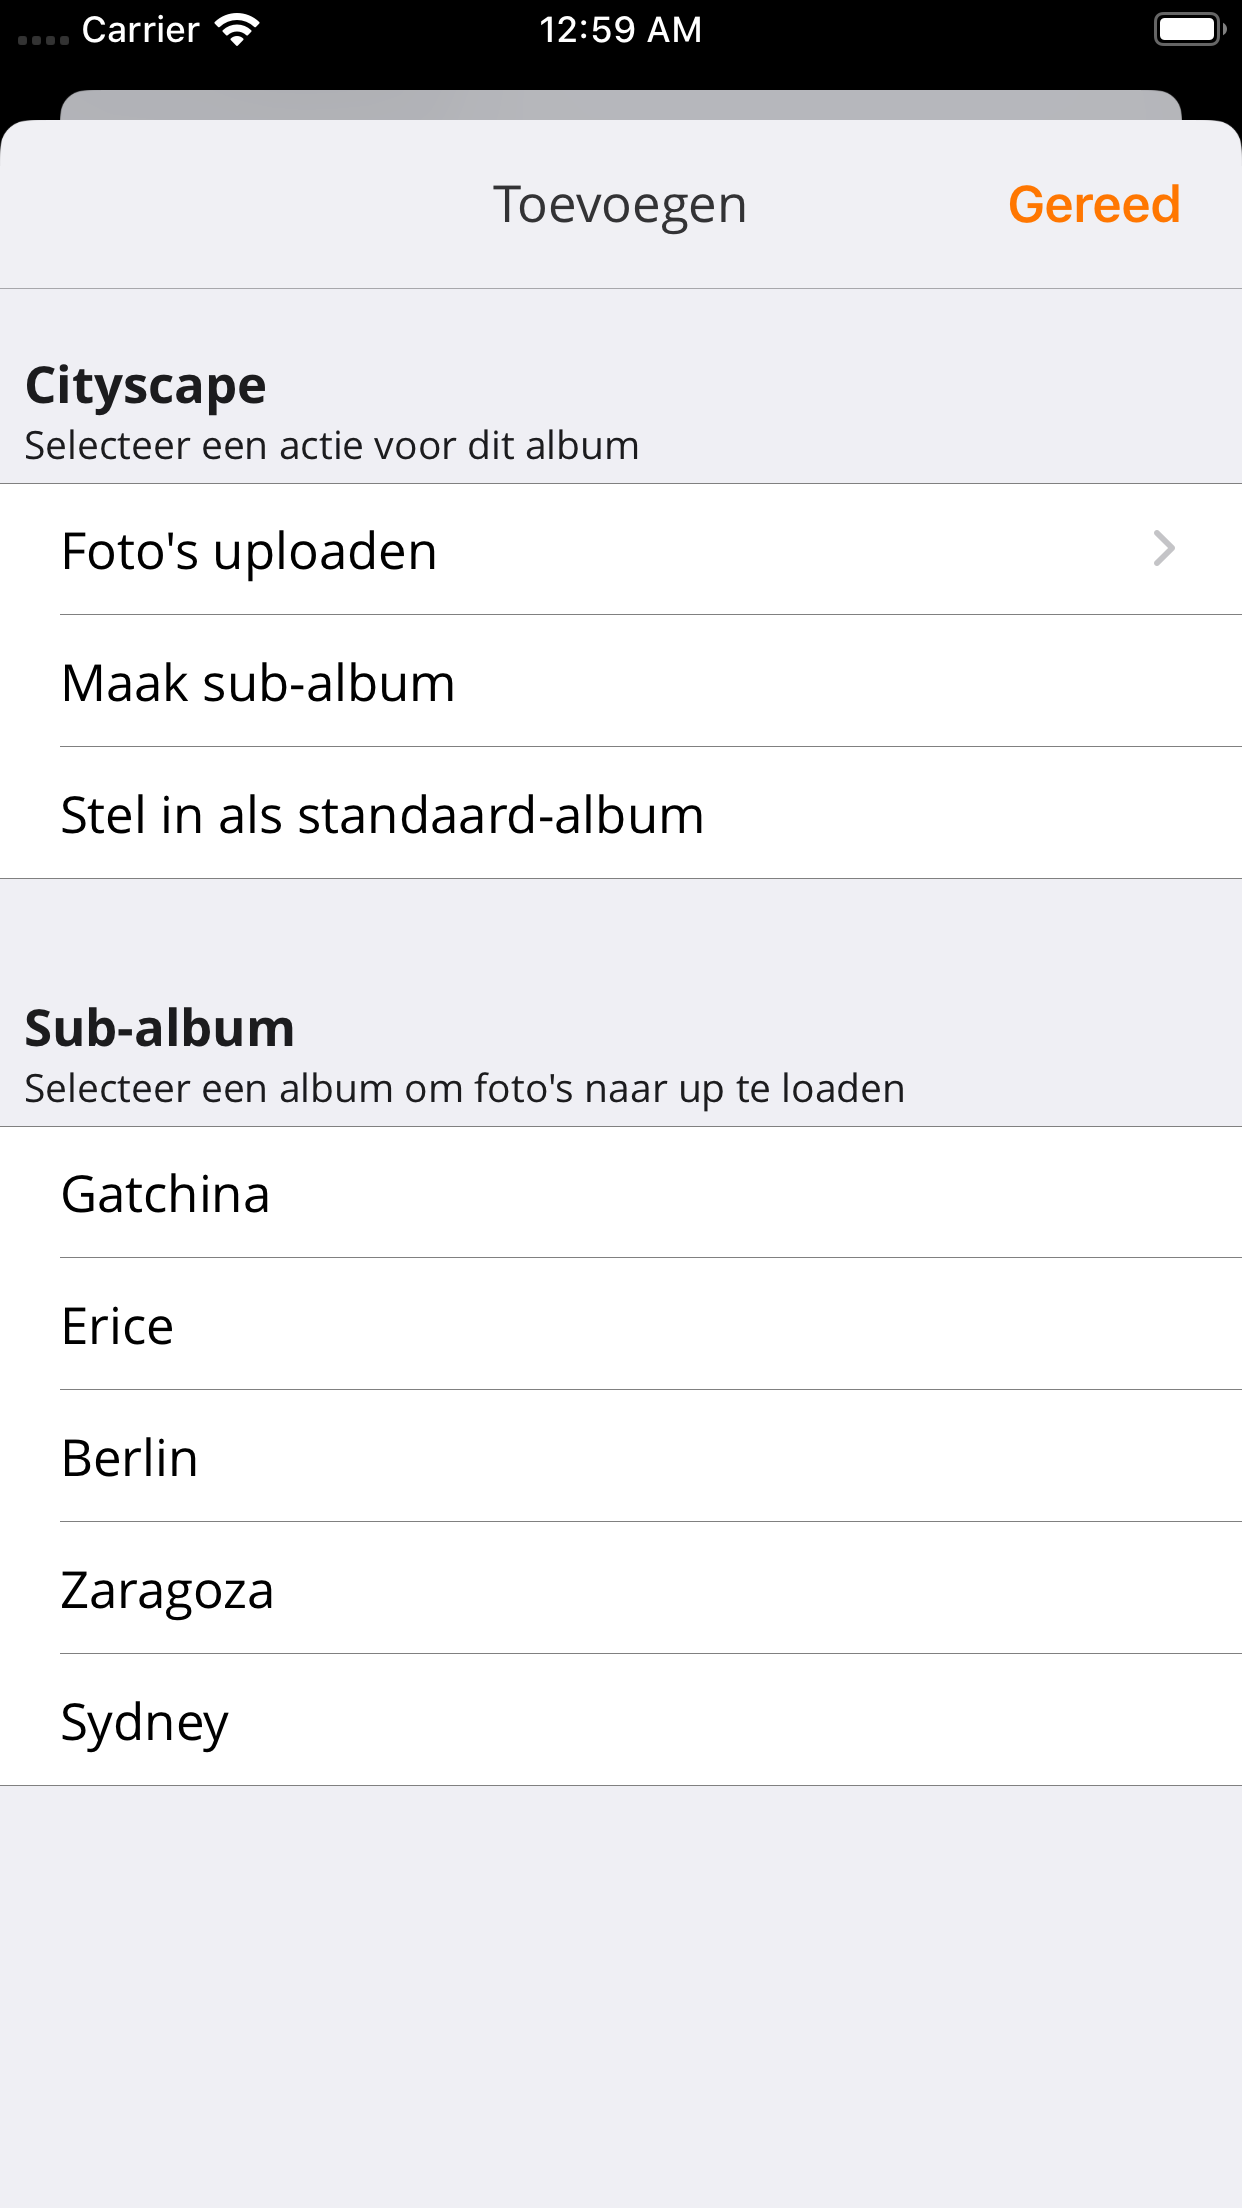 Carrier 12:59 AM
Toevoegen Gereed
Cityscape
Selecteer een actie voor dit album
Foto's uploaden
Maak sub-album
Stel in als standaard-album
Sub-album
Selecteer een album om foto's naar up te loaden
Gatchina
Erice
Berlin
Zaragoza
Sydney